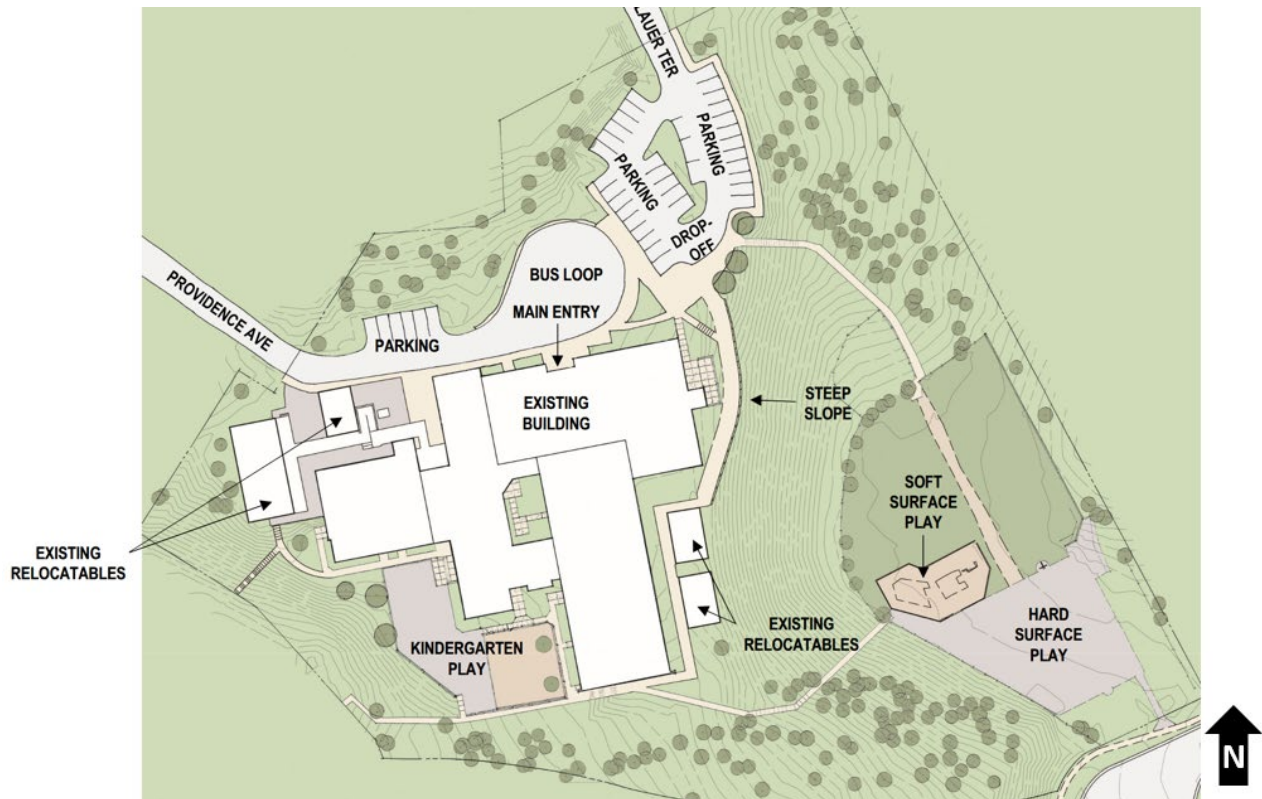 LAUER TER
PARKING
PARKING
DROP-
OFF
BUS LOOP
PROVIDENCE AVE
MAIN ENTRY
PARKING
EXISTING
BUILDING
STEEP
SLOPE
SOFT
SURFACE
PLAY
EXISTING
RELOCATABLES
HARD
SURFACE
PLAY
EXISTING
RELOCATABLES
KINDERGARTEN
PLAY
N